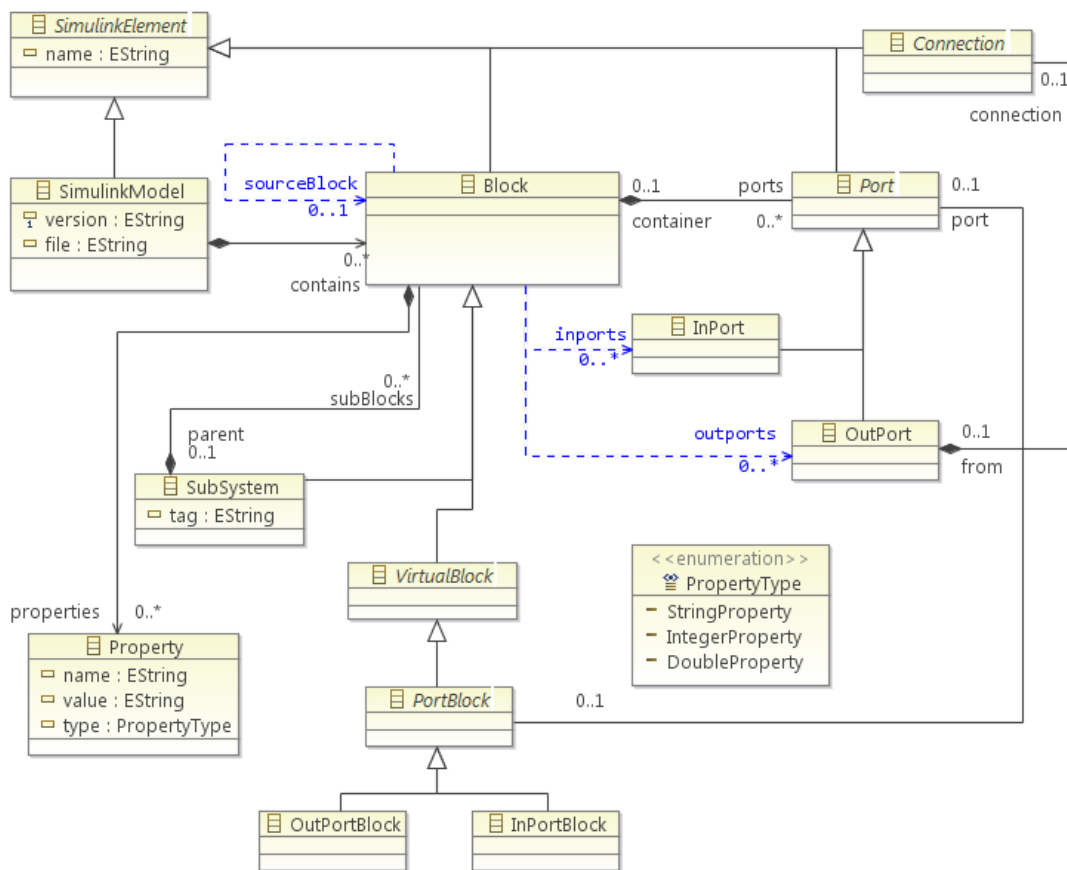 SimulinkElement
name : EString
Connection
0..1
connection
SimulinkModel
version : EString
file : EString
sourceBlock
0..1
Block
0..1
container
ports
0..*
Port
0..1
port
0..*
contains
inports
0..*
InPort
0..*
subBlocks
parent
0..1
outports
0..*
OutPort
0..1
from
SubSystem
tag : EString
VirtualBlock
<<enumeration>>
PropertyType
StringProperty
IntegerProperty
DoubleProperty
properties
0..*
Property
name : EString
value : EString
type : PropertyType
PortBlock
0..1
OutPortBlock
InPortBlock